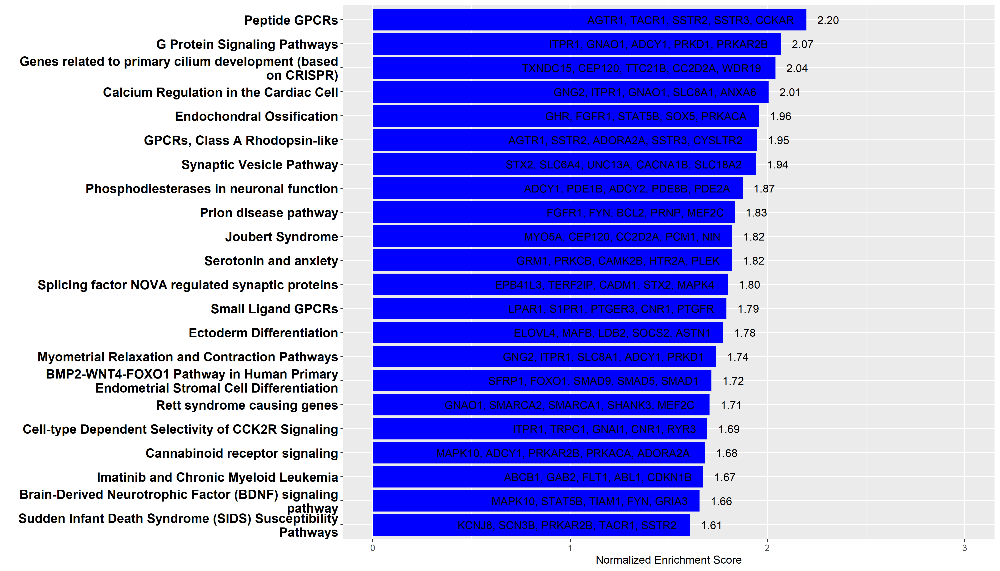 Peptide GPCRs
AGTR1, TACR1, SSTR2, SSTR3, CCKAR
2.20
G Protein Signaling Pathways
ITPR1, GNAO1, ADCY1, PRKD1, PRKAR2B
2.07
Genes related to primary cilium development (based
on CRISPR)
TXNDC15, CEP120, TTC21B, CC2D2A, WDR19
2.04
Calcium Regulation in the Cardiac Cell
GNG2, ITPR1, GNAO1, SLC8A1, ANXA6
2.01
Endochondral Ossification
GHR, FGFR1, STAT5B, SOX5, PRKACA
1.96
GPCRs, Class A Rhodopsin-like
AGTR1, SSTR2, ADORA2A, SSTR3, CYSLTR2
1.95
Synaptic Vesicle Pathway
STX2, SLC6A4, UNC13A, CACNA1B, SLC18A2
1.94
Phosphodiesterases in neuronal function
ADCY1, PDE1B, ADCY2, PDE8B, PDE2A
1.87
Prion disease pathway
FGFR1, FYN, BCL2, PRNP, MEF2C
1.83
Joubert Syndrome
MYO5A, CEP120, CC2D2A, PCM1, NIN
1.82
Serotonin and anxiety
GRM1, PRKCB, CAMK2B, HTR2A, PLEK
1.82
Splicing factor NOVA regulated synaptic proteins
EPB41L3, TERF2IP, CADM1, STX2, MAPK4
1.80
Small Ligand GPCRs
LPAR1, S1PR1, PTGER3, CNR1, PTGFR
1.79
Ectoderm Differentiation
ELOVL4, MAFB, LDB2, SOCS2, ASTN1
1.78
Myometrial Relaxation and Contraction Pathways
GNG2, ITPR1, SLC8A1, ADCY1, PRKD1
1.74
BMP2-WNT4-FOXO1 Pathway in Human Primary
Endometrial Stromal Cell Differentiation
SFRP1, FOXO1, SMAD9, SMAD5, SMAD1
1.72
Rett syndrome causing genes
GNAO1, SMARCA2, SMARCA1, SHANK3, MEF2C
1.71
Cell-type Dependent Selectivity of CCK2R Signaling
ITPR1, TRPC1, GNAI1, CNR1, RYR3
1.69
Cannabinoid receptor signaling
MAPK10, ADCY1, PRKAR2B, PRKACA, ADORA2A
1.68
Imatinib and Chronic Myeloid Leukemia
ABCB1, GAB2, FLT1, ABL1, CDKN1B
1.67
Brain-Derived Neurotrophic Factor (BDNF) signaling
pathway
MAPK10, STAT5B, TIAM1, FYN, GRIA3
1.66
Sudden Infant Death Syndrome (SIDS) Susceptibility
Pathways
KCNJ8, SCN3B, PRKAR2B, TACR1, SSTR2
1.61
0 1 2 3
Normalized Enrichment Score